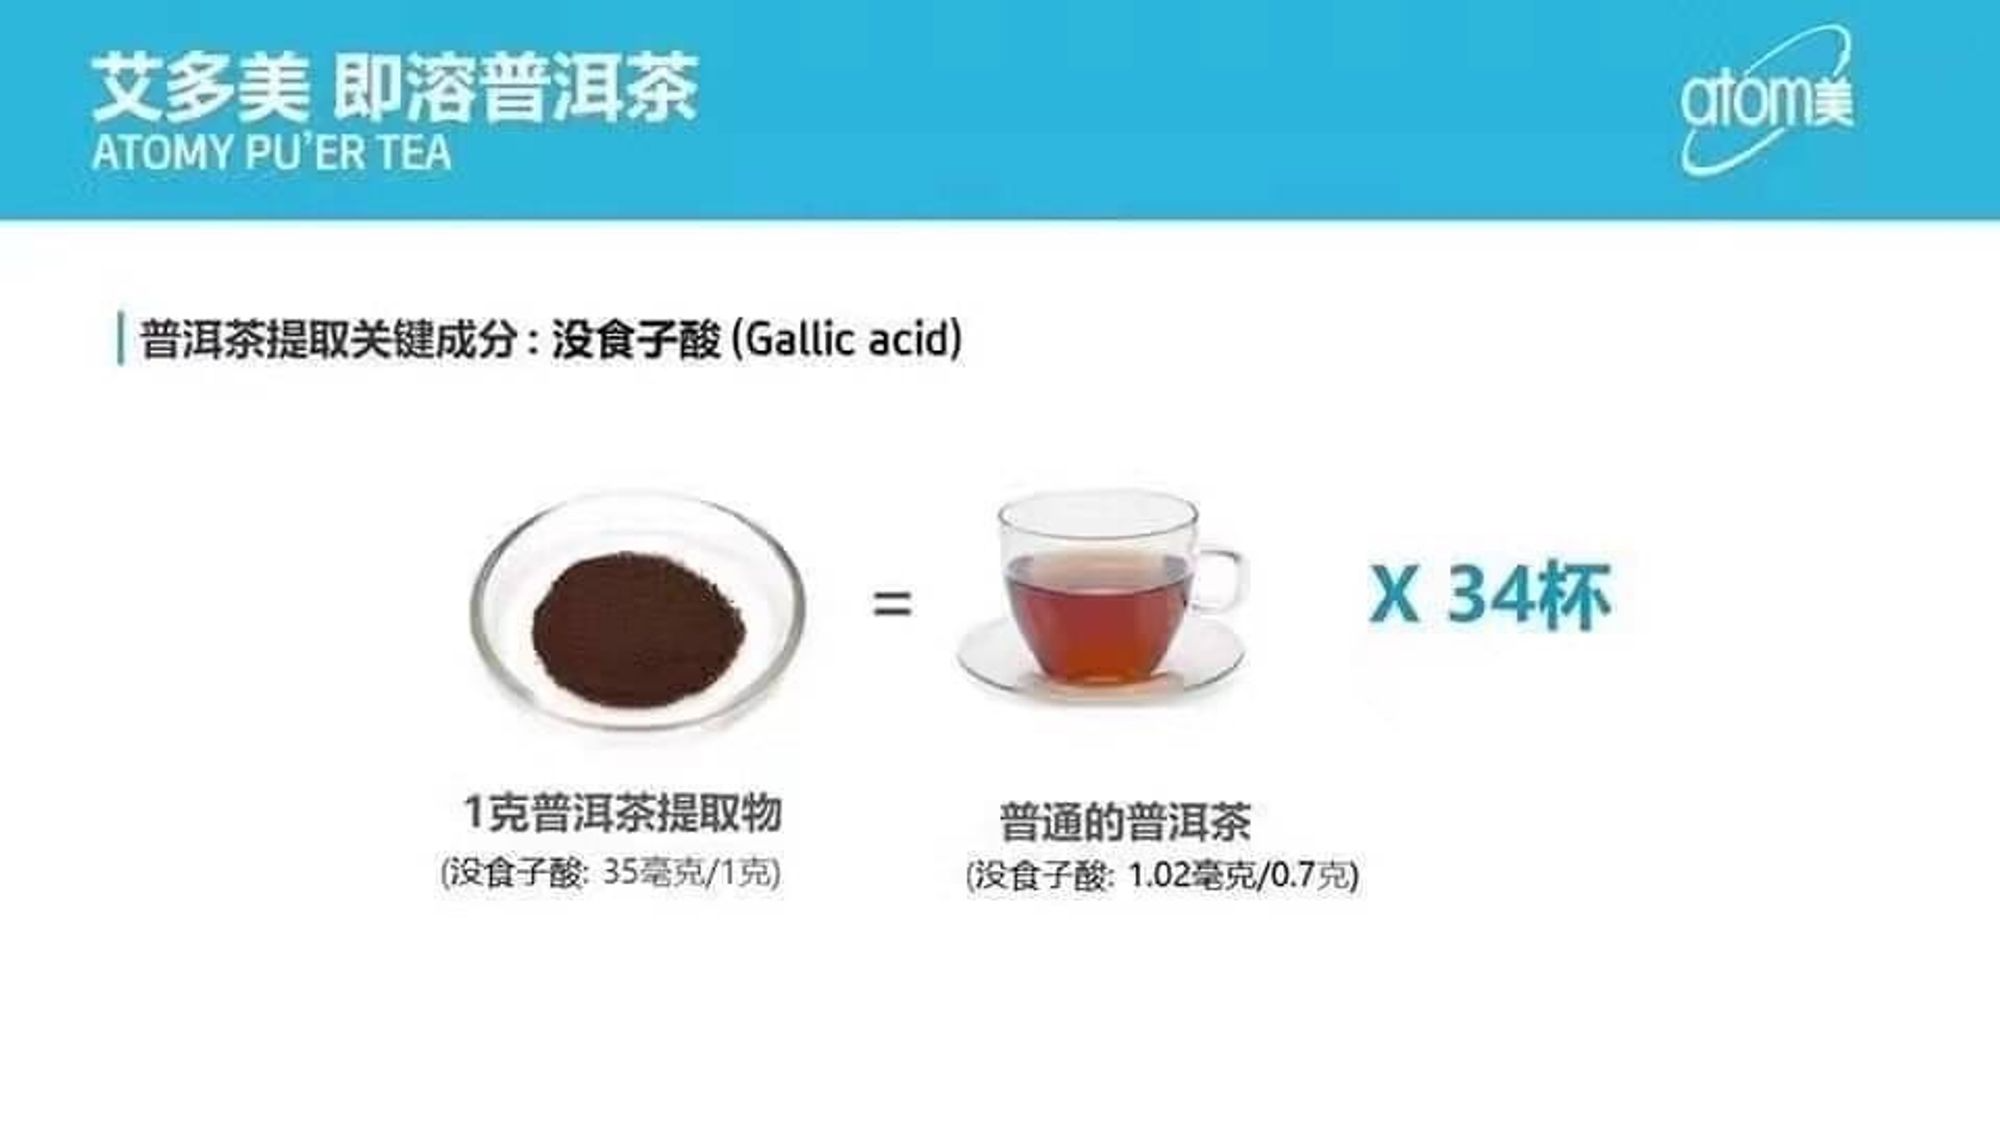 艾多美 即溶普洱茶
ATOMY PU'ER TEA
atom美
普洱茶提取关键成分 : 没食子酸 (Gallic acid)
=
X 34杯
1克普洱茶提取物
(没食子酸: 35毫克/1克)
普通的普洱茶
(没食子酸: 1.02毫克/0.7克)